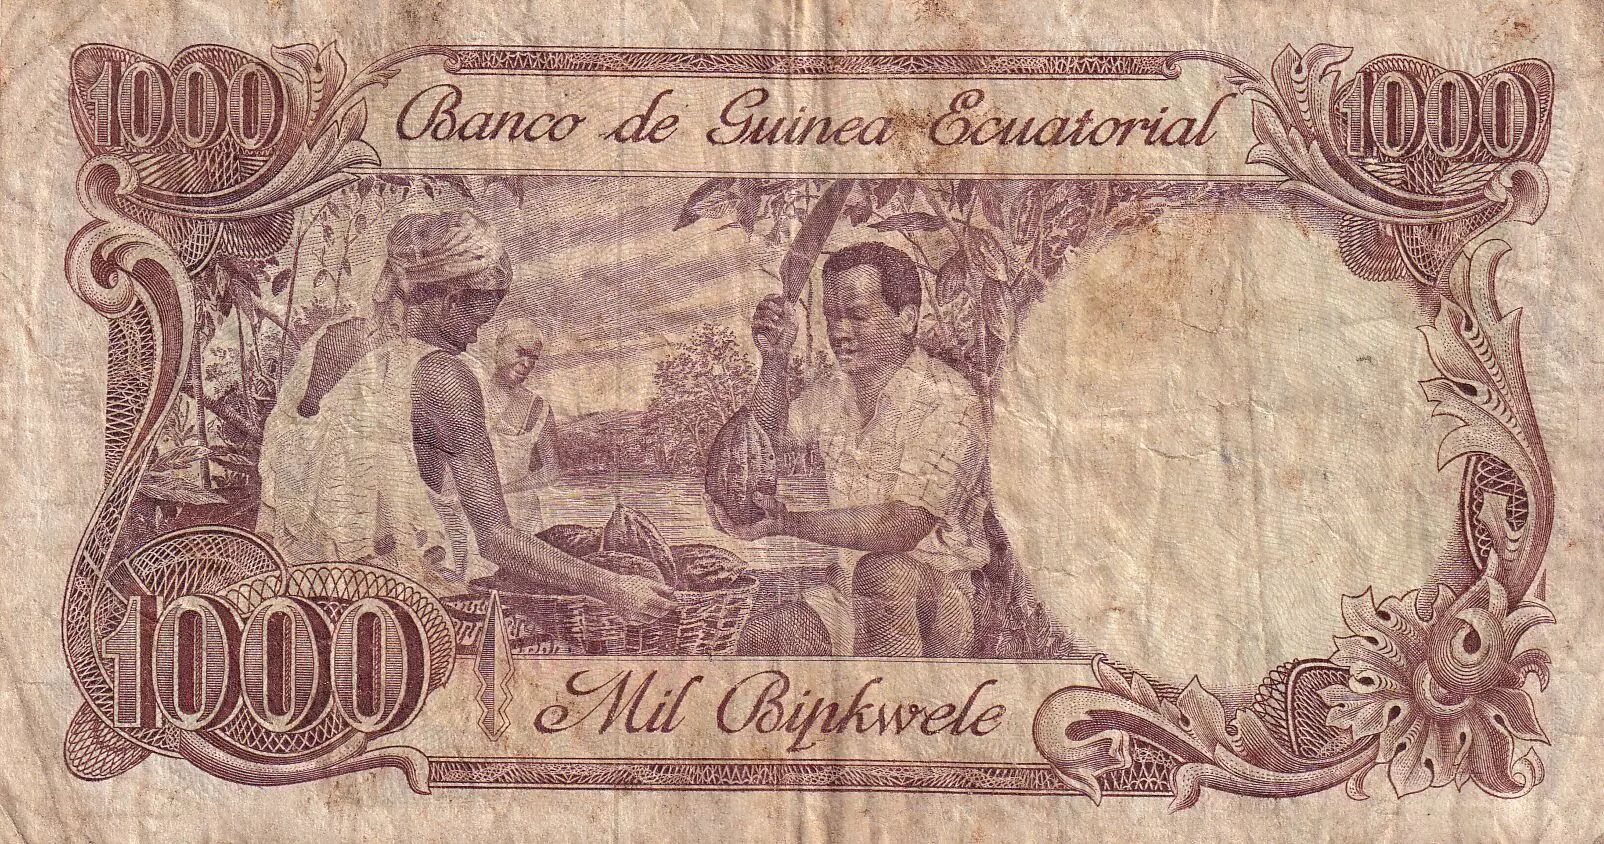 1000 Banco de Guinea Ecuatorial 1000
1000 Mil Bipkwele